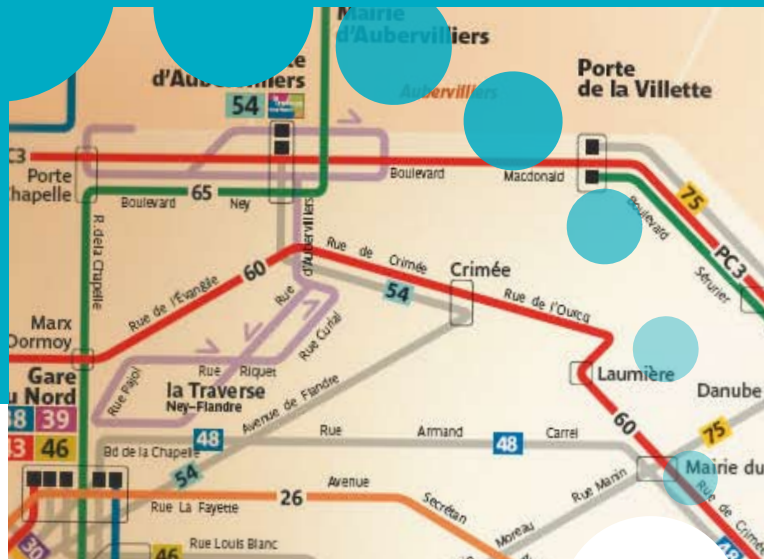 Mairie
d'Aubervilliers
d'Aubervilliers
54
Aubervilliers
Porte
de la Villette
PC3
Porte
Chapelle
65
Boulevard
Ney
Boulevard
Macdonald
75
Boulevard
PC3
Sérurier
R. de la Chapelle
d'Aubervilliers
Rue
Rue de Crimée
54
Crimée
Rue de l'Évangile
60
Rue de l'Ourcq
Marx
Dormoy
Rue Curial
Rue Riquet
Rue Pajol
la Traverse
Ney-Flandre
Laumière
Danube
Gare
du Nord
38 39
43 46
Avenue de Flandre
60
75
Bd de la Chapelle
48
Rue
Armand
48
Carrel
54
Mairie du
Rue Manin
Rue de Crimée
Rue La Fayette
26
Avenue
Secrétan
Moreau
48
30
46
Rue Louis Blanc